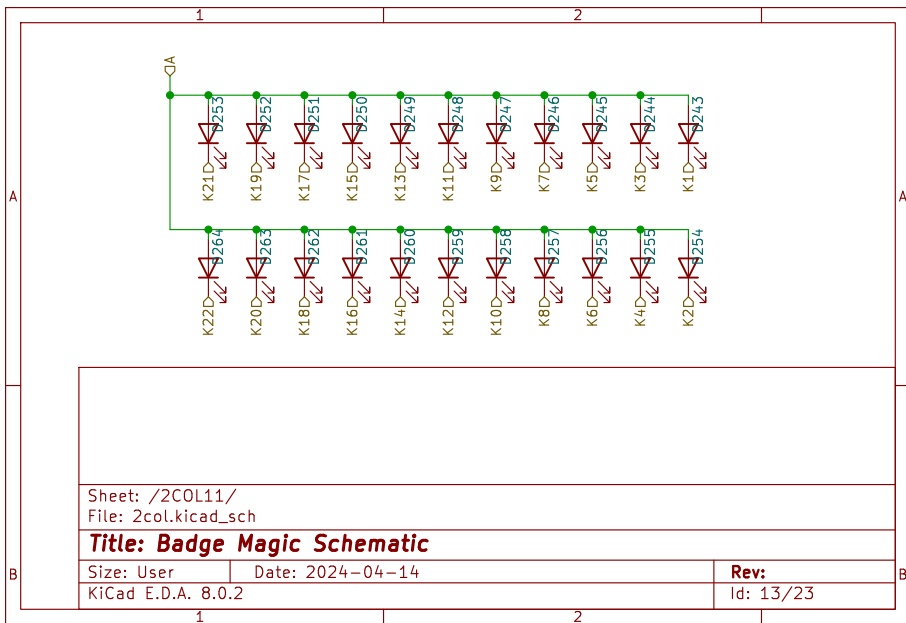 1 2
A
D253 D252 D251 D250 D249 D248 D247 D246 D245 D244 D243
K21 K19 K17 K15 K13 K11 K9 K7 K5 K3 K1
A A
D264 D263 D262 D261 D260 D259 D258 D257 D256 D255 D254
K22 K20 K18 K16 K14 K12 K10 K8 K6 K4 K2
Sheet: /2COL11/
File: 2col.kicad_sch
Title: Badge Magic Schematic
B B
Size: User Date: 2024-04-14 Rev:
KiCad E.D.A. 8.0.2 Id: 13/23
1 2